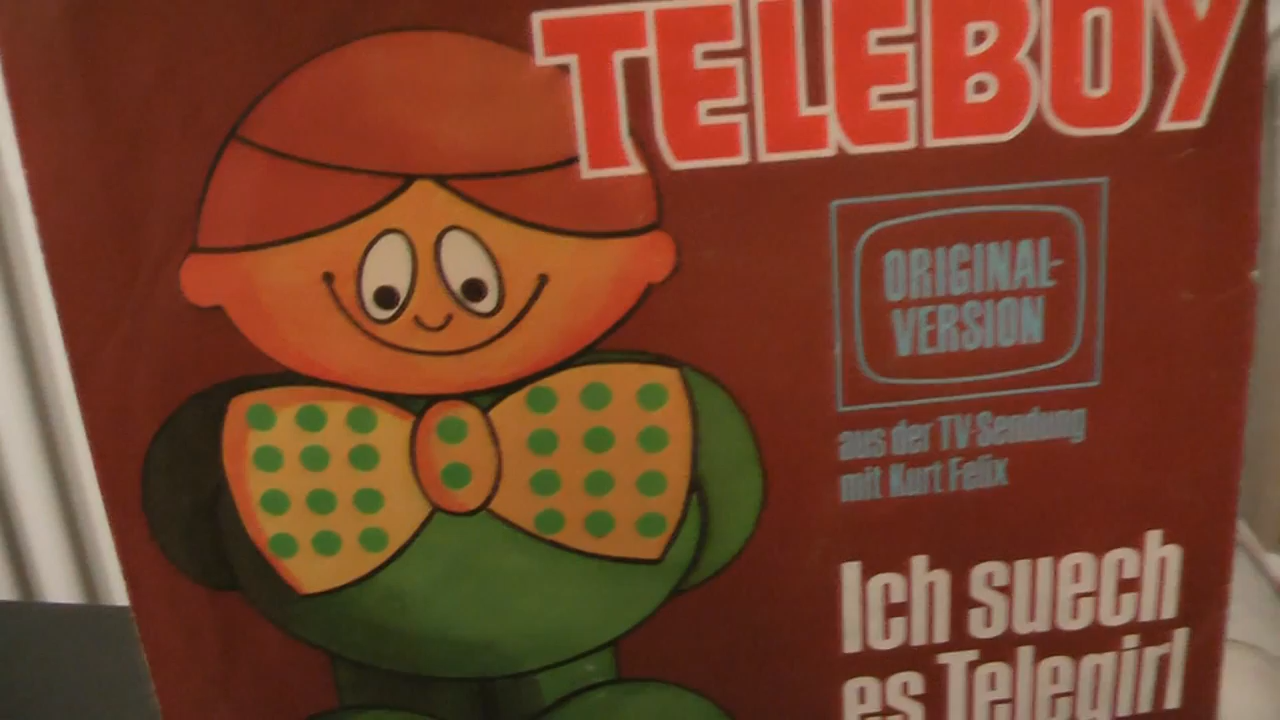 TELEBOY
ORIGINAL-
VERSION
aus der TV-Sendung
mit Kurt Felix
Ich suech
es Telegirl